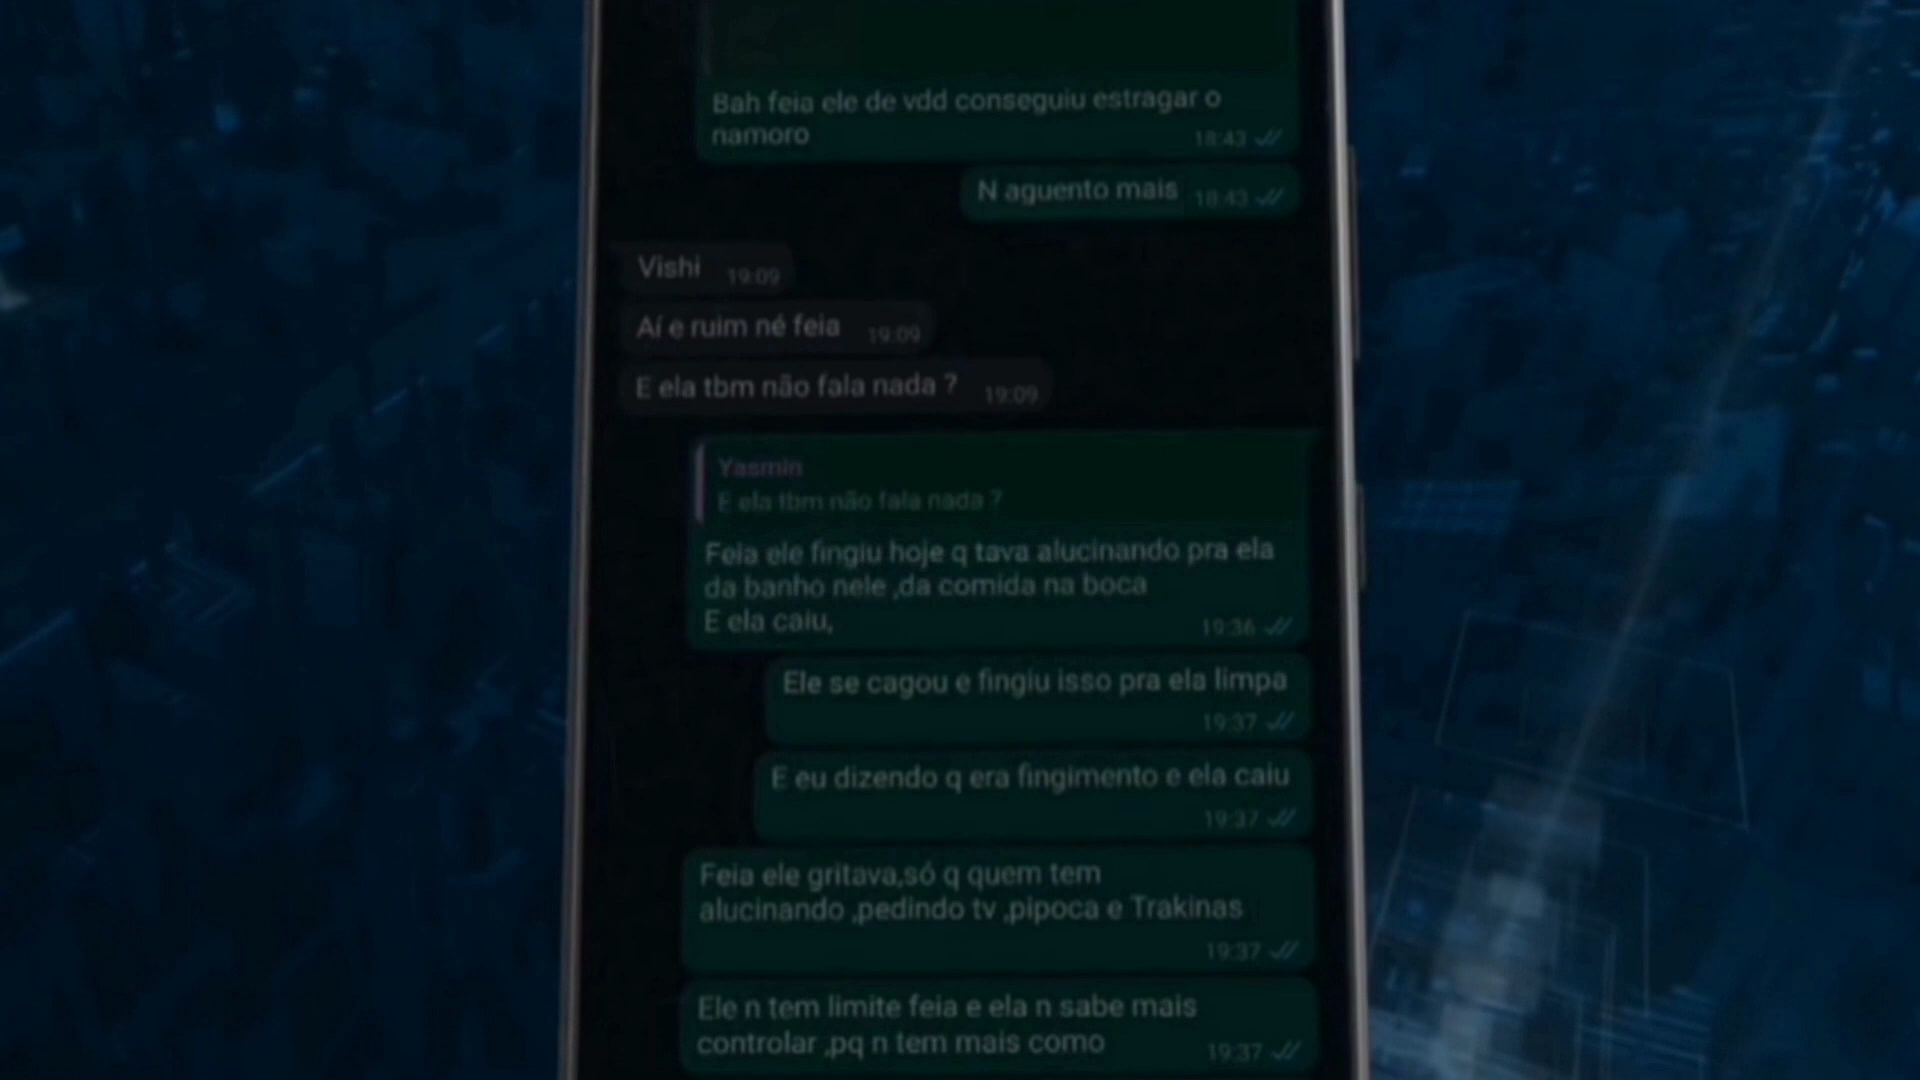 Bah feia ele de vdd conseguiu estragar o
namoro
18:43
N aguento mais 18:43
Vishi 19:09
Aí e ruim né feia 19:09
E ela tbm não fala nada ? 19:09
Yasmin
E ela tbm não fala nada ?
Feia ele fingiu hoje q tava alucinando pra ela
da banho nele ,da comida na boca
E ela caiu,
19:36
Ele se cagou e fingiu isso pra ela limpa
19:37
E eu dizendo q era fingimento e ela caiu
19:37
Feia ele gritava,só q quem tem
alucinando ,pedindo tv ,pipoca e Trakinas
19:37
Ele n tem limite feia e ela n sabe mais
controlar ,pq n tem mais como
19:37